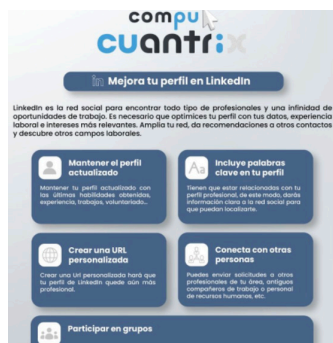 compu
cuantrix
in Mejora tu perfil en LinkedIn
LinkedIn es la red social para encontrar todo tipo de profesionales y una infinidad de
oportunidades de trabajo. Es necesario que optimices tu perfil con tus datos, experiencia
laboral e intereses más relevantes. Amplia tu red, da recomendaciones a otros contactos
y descubre otros campos laborales.
Mantener el perfil
actualizado
Mantener tu perfil actualizado con
las últimas habilidades obtenidas,
experiencia, trabajos, voluntariado...
Aa
Incluye palabras
clave en tu perfil
Tienen que estar relacionadas con tu
perfil profesional, de este modo, darás
información clara a la red social para
que puedan localizarte.
Crear una URL
personalizada
Crear una Url personalizada hará que
tu perfil de LinkedIn quede aún más
profesional.
Conecta con otras
personas
Puedes enviar solicitudes a otros
profesionales de tu área, antiguos
compañeros de trabajo o personal
de recursos humanos, etc.
Participar en grupos